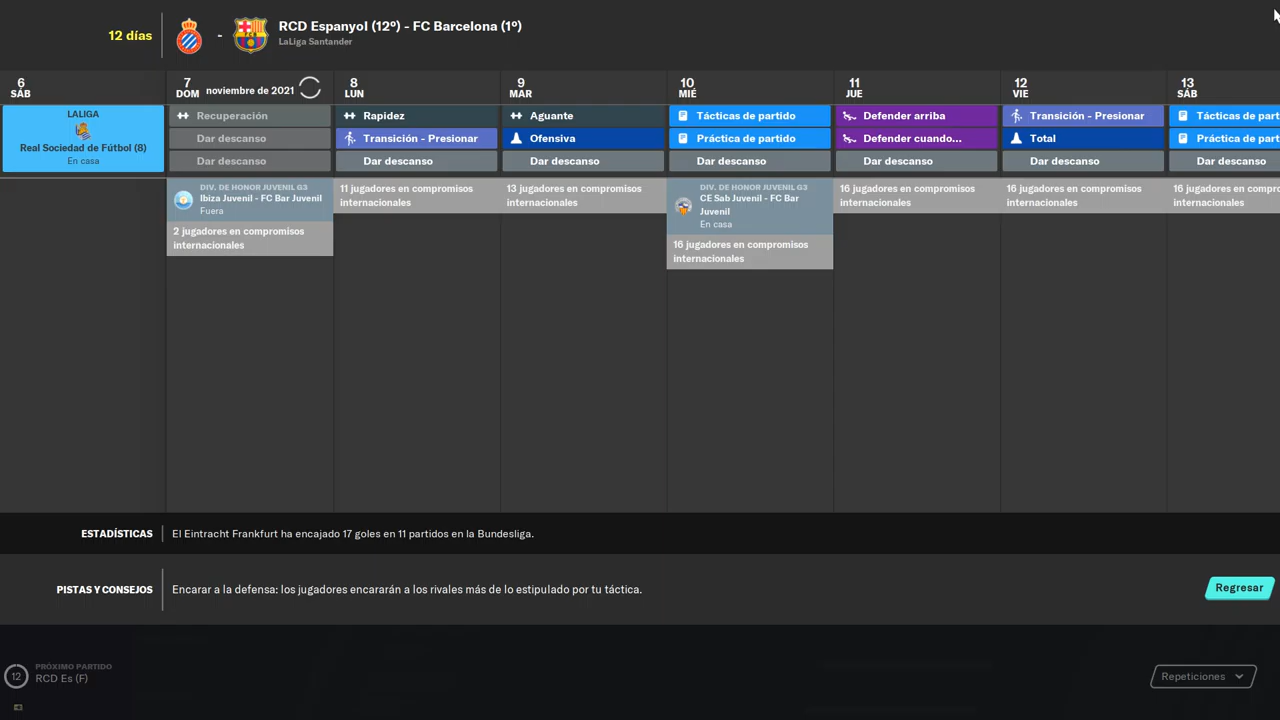 12 días
RCD Espanyol (12º) - FC Barcelona (1º)
LaLiga Santander
6
SÁB
7
DOM
noviembre de 2021
8
LUN
9
MAR
10
MIÉ
11
JUE
12
VIE
13
SÁB
LALIGA
Real Sociedad de Fútbol (8)
En casa
Recuperación
Dar descanso
Dar descanso
DIV. DE HONOR JUVENIL G3
Ibiza Juvenil - FC Bar Juvenil
Fuera
2 jugadores en compromisos
internacionales
Rapidez
Transición - Presionar
Dar descanso
11 jugadores en compromisos
internacionales
Aguante
Ofensiva
Dar descanso
13 jugadores en compromisos
internacionales
Tácticas de partido
Práctica de partido
Dar descanso
DIV. DE HONOR JUVENIL G3
CE Sab Juvenil - FC Bar
Juvenil
En casa
16 jugadores en compromisos
internacionales
Defender arriba
Defender cuando...
Dar descanso
16 jugadores en compromisos
internacionales
Transición - Presionar
Total
Dar descanso
16 jugadores en compromisos
internacionales
Tácticas de part
Práctica de part
Dar descanso
16 jugadores en compromisos
internacionales
ESTADÍSTICAS
El Eintracht Frankfurt ha encajado 17 goles en 11 partidos en la Bundesliga.
PISTAS Y CONSEJOS
Encarar a la defensa: los jugadores encararán a los rivales más de lo estipulado por tu táctica.
Regresar
12
PRÓXIMO PARTIDO
RCD Es (F)
Repeticiones